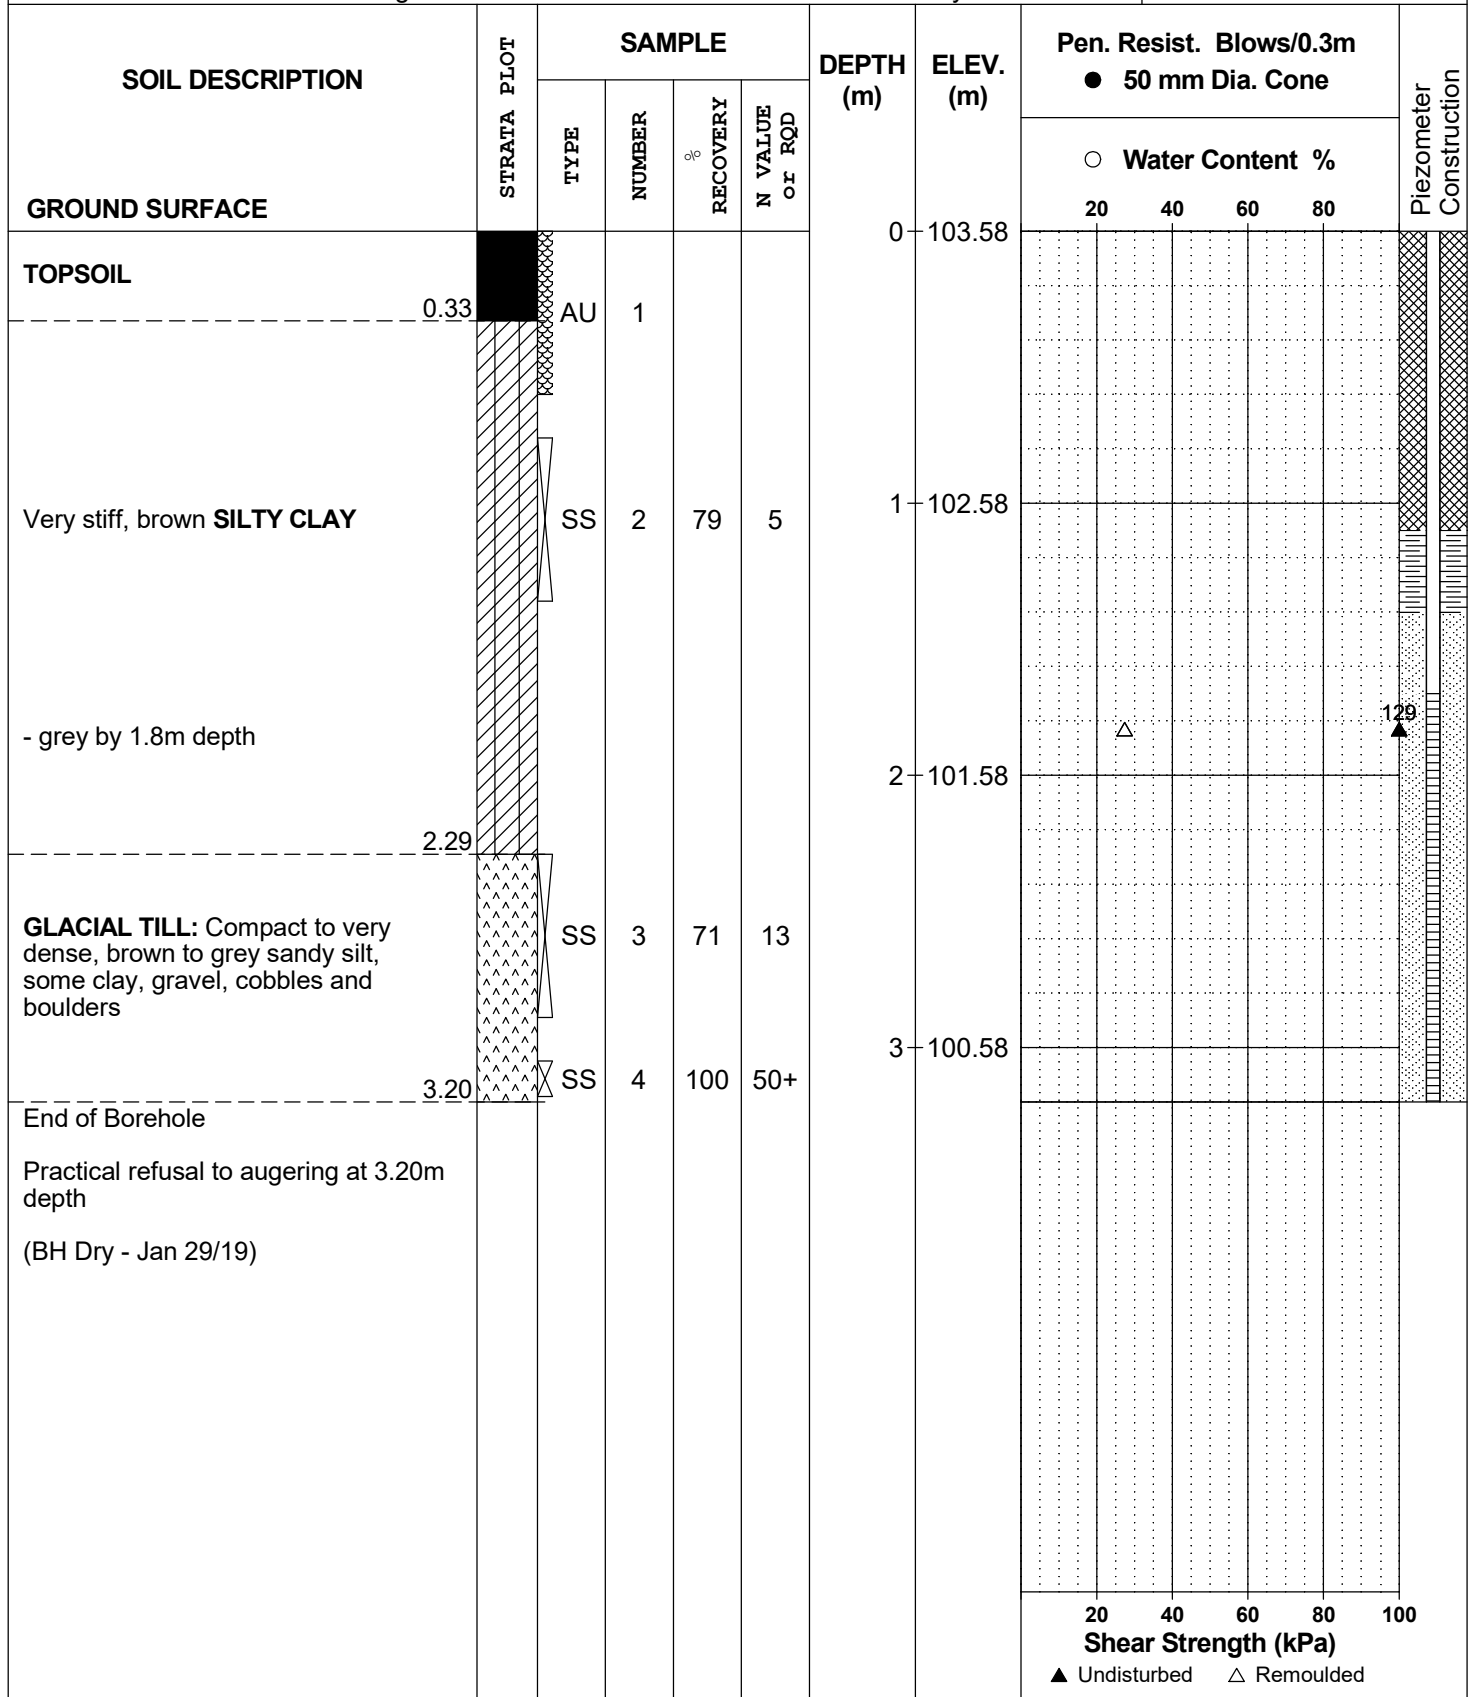 SOIL DESCRIPTION
GROUND SURFACE
STRATA PLOT
SAMPLE
TYPE
NUMBER
% RECOVERY
N VALUE or RQD
DEPTH (m)
ELEV. (m)
Pen. Resist. Blows/0.3m
● 50 mm Dia. Cone
○ Water Content %
20 40 60 80
Piezometer Construction
0 103.58
TOPSOIL
0.33
AU 1
1 102.58
Very stiff, brown SILTY CLAY
SS 2 79 5
129
- grey by 1.8m depth
2 101.58
2.29
GLACIAL TILL: Compact to very
dense, brown to grey sandy silt,
some clay, gravel, cobbles and
boulders
SS 3 71 13
3 100.58
SS 4 100 50+
3.20
End of Borehole
Practical refusal to augering at 3.20m
depth
(BH Dry - Jan 29/19)
20 40 60 80 100
Shear Strength (kPa)
▲ Undisturbed △ Remoulded